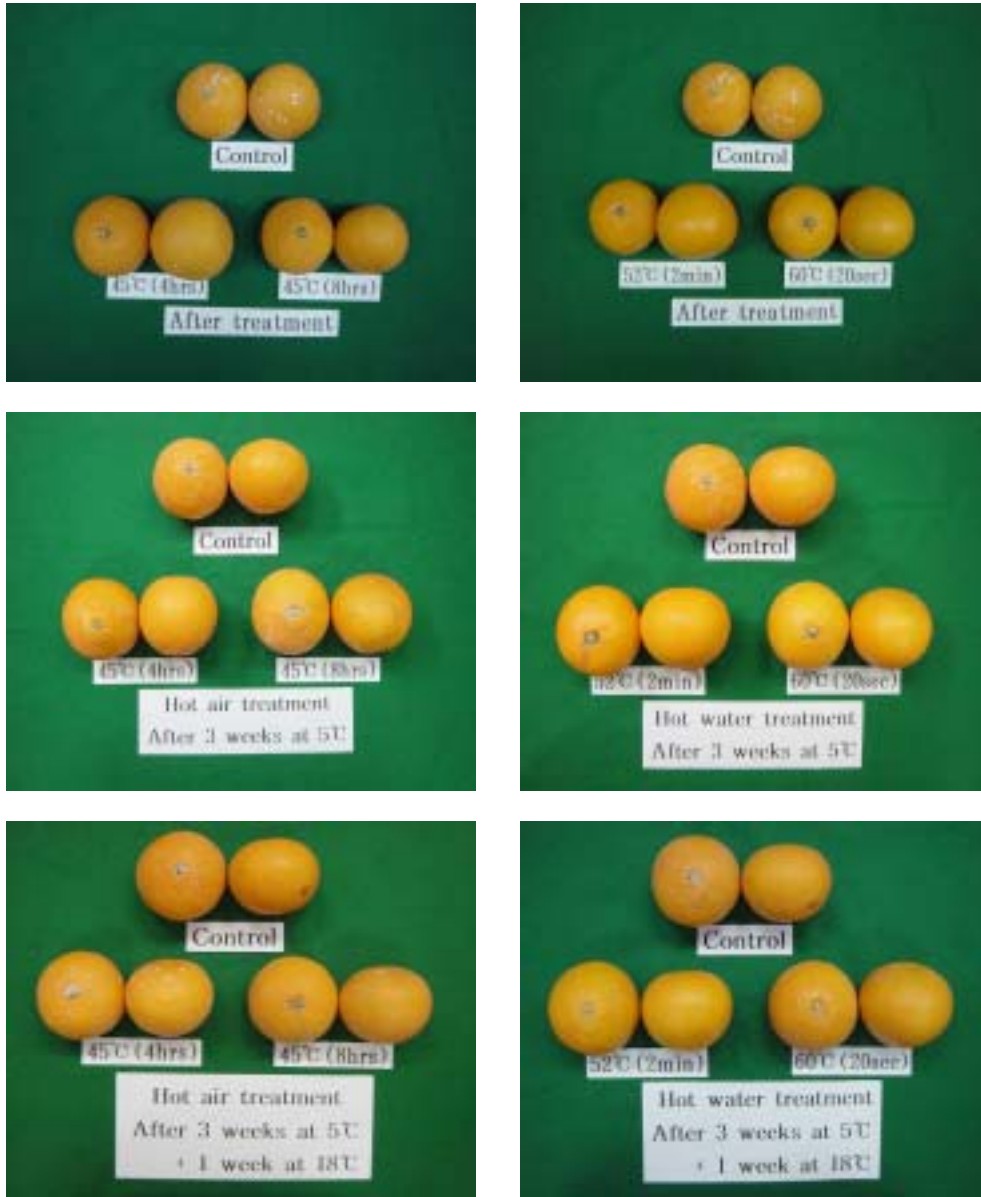 Control
45℃(4hrs)
45℃(8hrs)
After treatment
Control
52℃(2min)
60℃(20sec)
After treatment
Control
45℃(4hrs)
45℃(8hrs)
Hot air treatment
After 3 weeks at 5℃
Control
52℃(2min)
60℃(20sec)
Hot water treatment
After 3 weeks at 5℃
Control
45℃(4hrs)
45℃(8hrs)
Hot air treatment
After 3 weeks at 5℃
+ 1 week at 18℃
Control
52℃(2min)
60℃(20sec)
Hot water treatment
After 3 weeks at 5℃
+ 1 week at 18℃